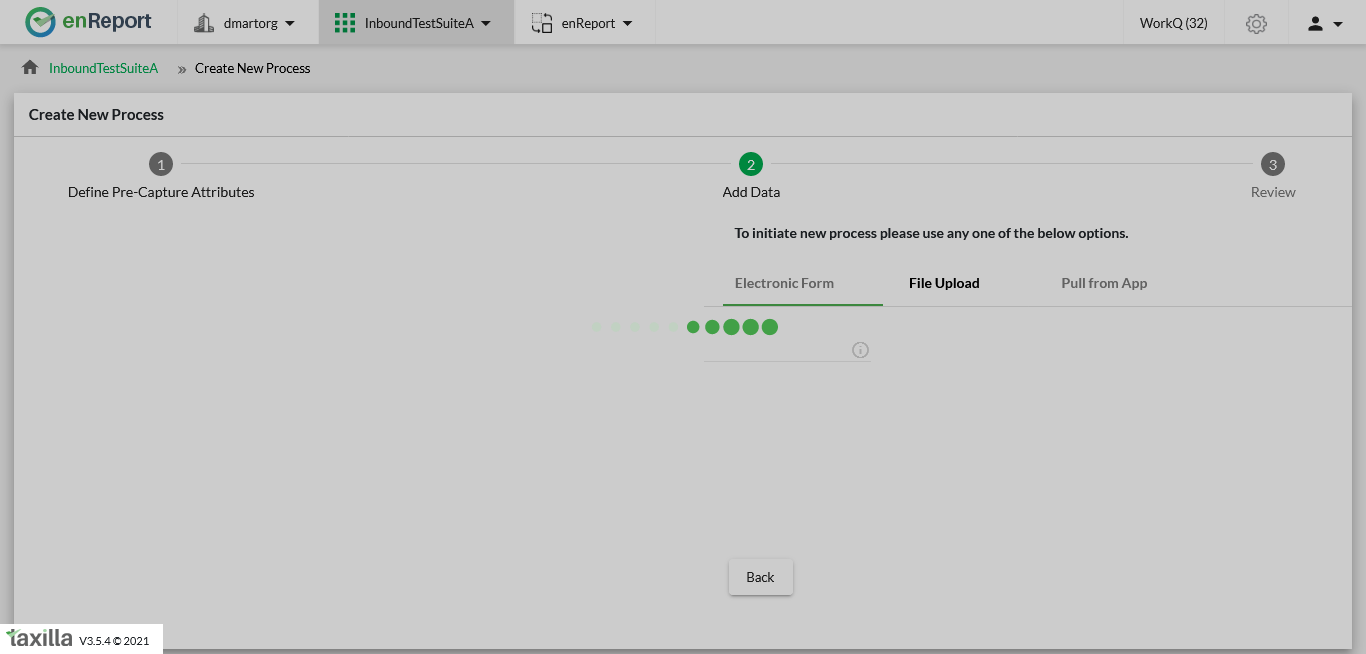 enReport dmartorg InboundTestSuiteA enReport WorkQ (32)
InboundTestSuiteA » Create New Process
Create New Process
1 2 3
Define Pre-Capture Attributes Add Data Review
To initiate new process please use any one of the below options.
Electronic Form File Upload Pull from App
Back
taxilla V3.5.4 © 2021